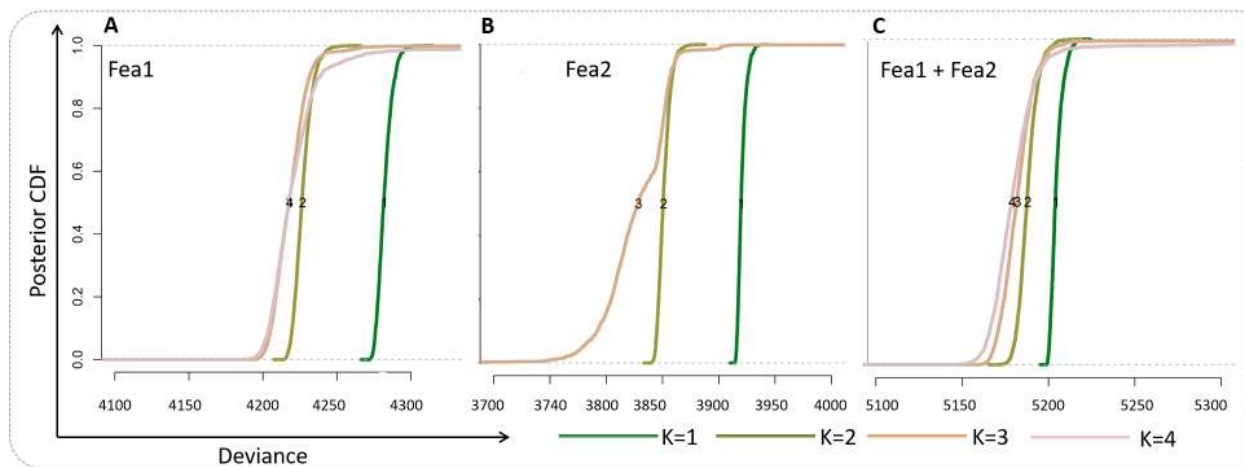 A
B
C
Fea1
Fea2
Fea1 + Fea2
Posterior CDF
1.0
0.8
0.6
0.4
0.2
0.0
4 2 1
3 2 1
4 3 2 1
4100 4150 4200 4250 4300
3700 3740 3800 3850 3900 3950 4000
5100 5150 5200 5250 5300
Deviance
K=1 K=2 K=3 K=4